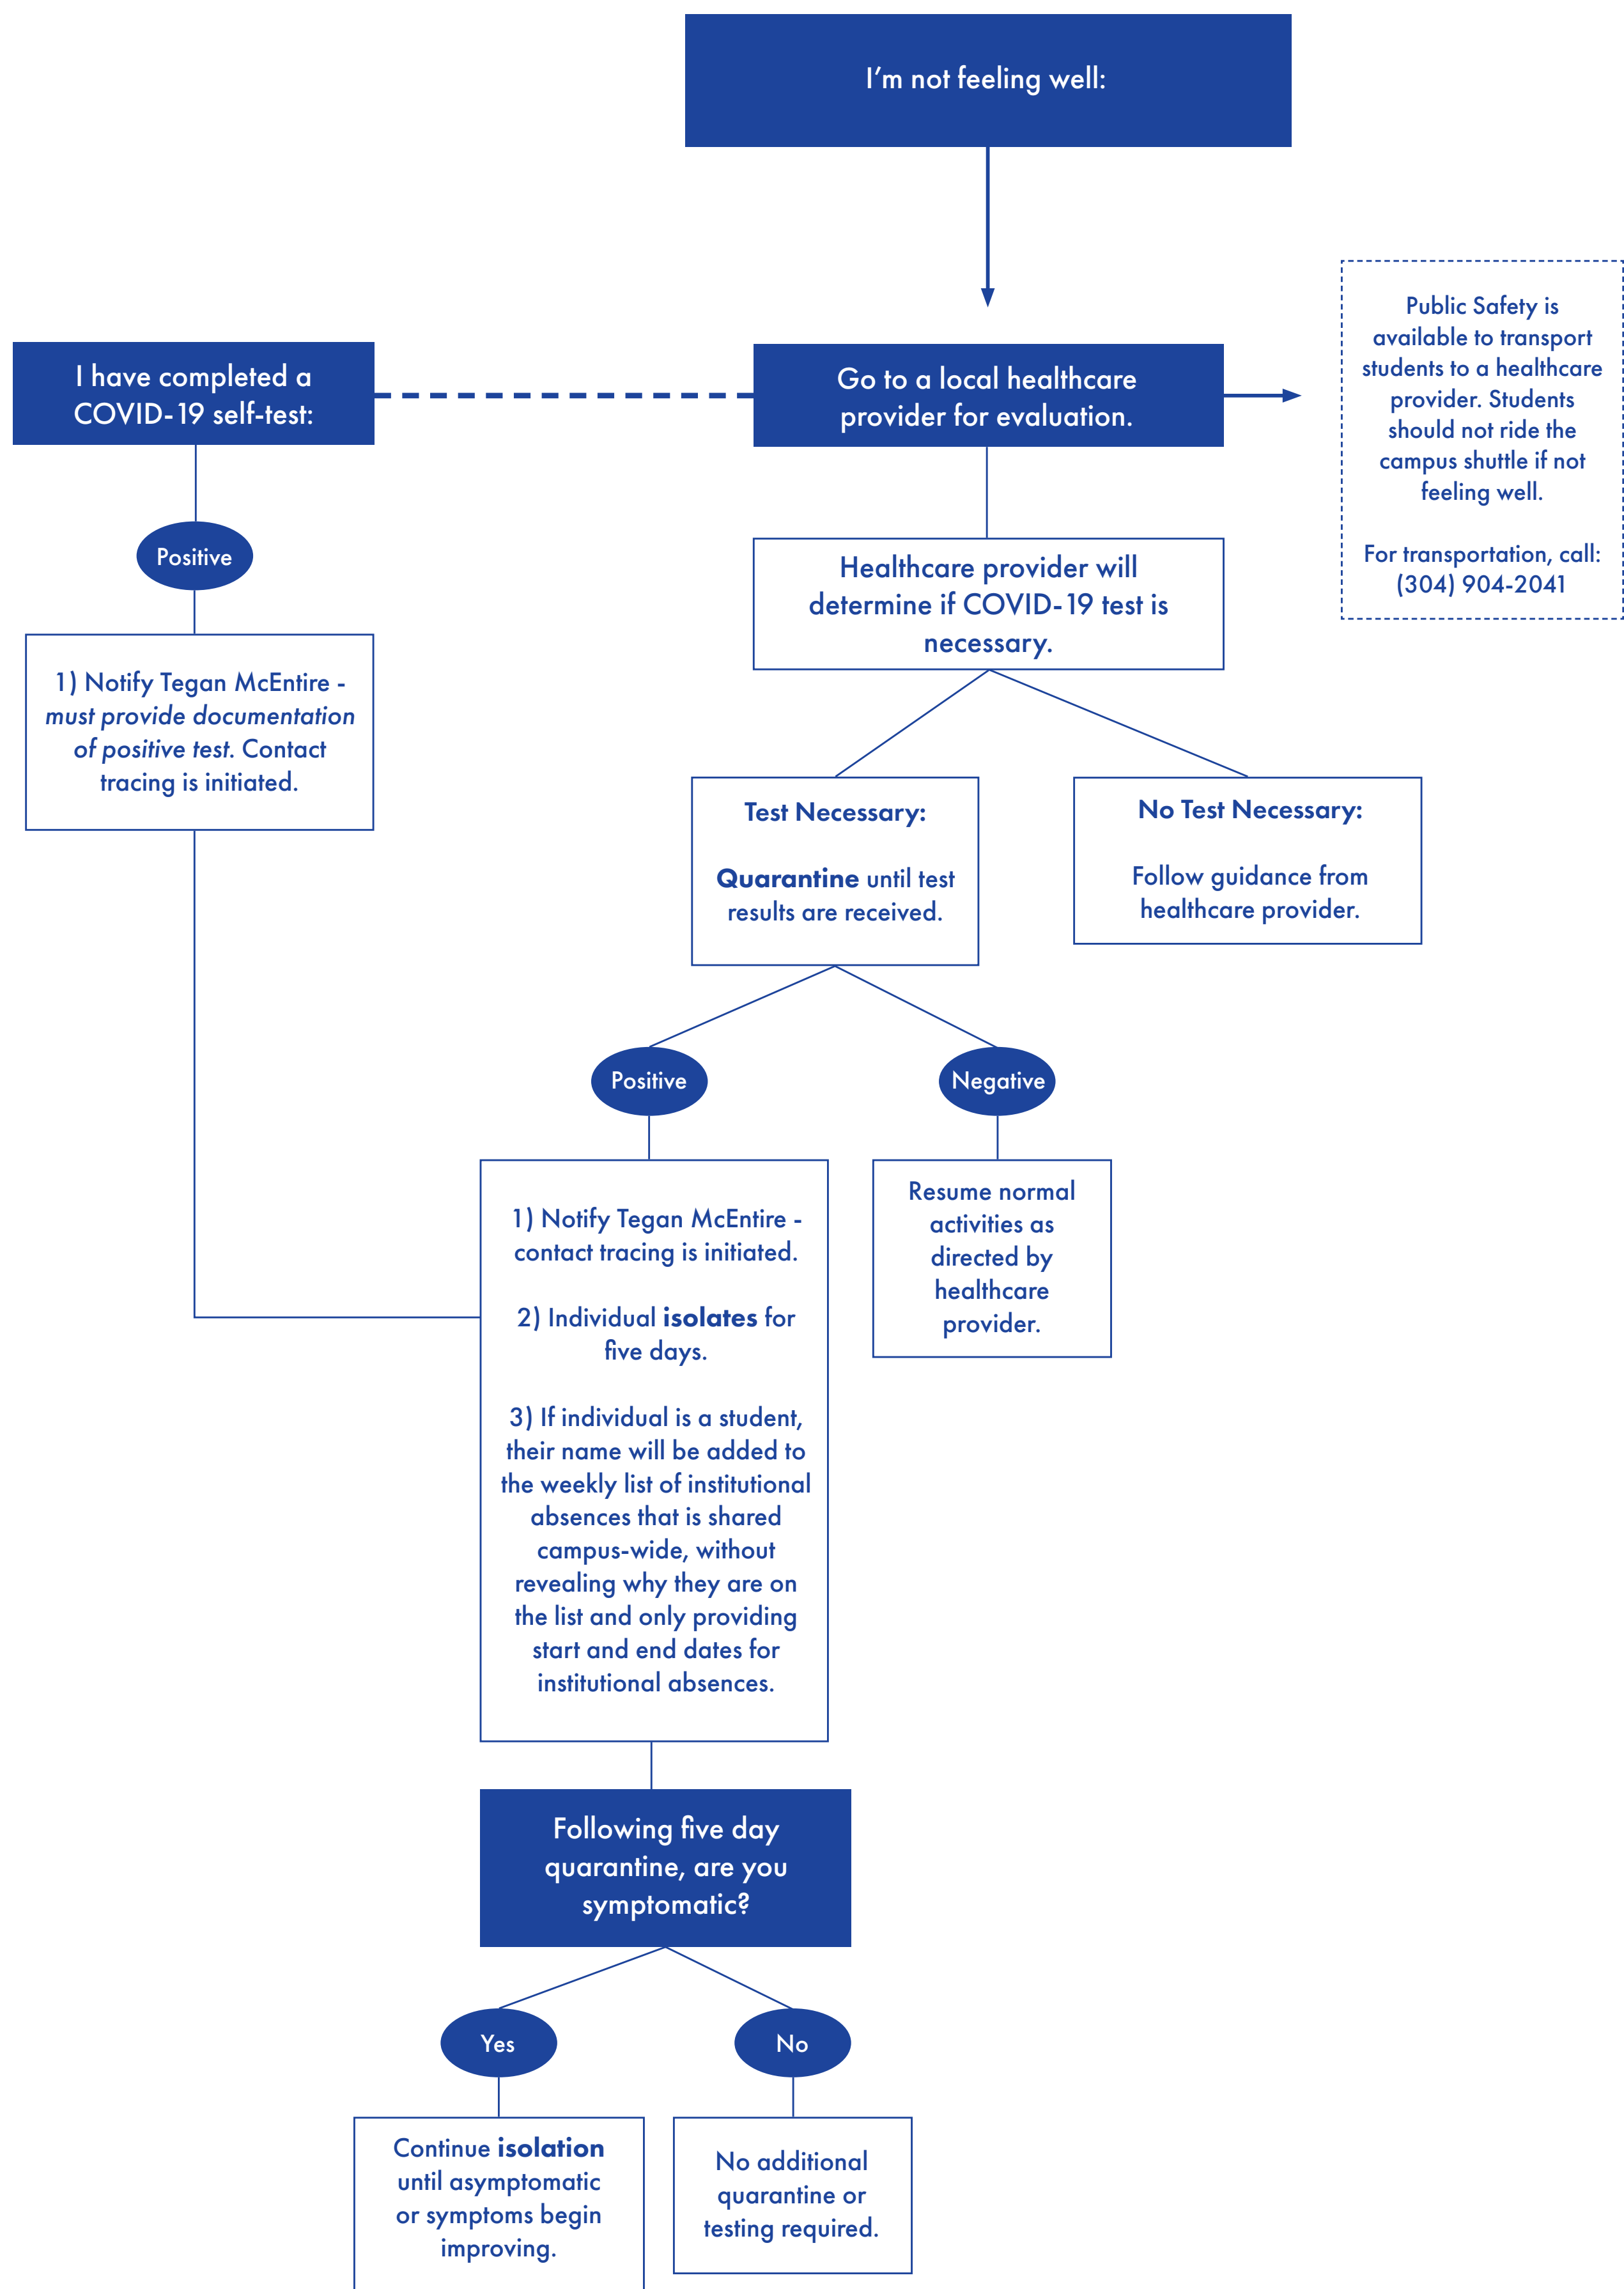 I'm not feeling well:
I have completed a
COVID-19 self-test:
Go to a local healthcare
provider for evaluation.
Public Safety is
available to transport
students to a healthcare
provider. Students
should not ride the
campus shuttle if not
feeling well.
For transportation, call:
(304) 904-2041
Positive
1) Notify Tegan McEntire -
must provide documentation
of positive test. Contact
tracing is initiated.
Healthcare provider will
determine if COVID-19 test is
necessary.
Test Necessary:
Quarantine until test
results are received.
No Test Necessary:
Follow guidance from
healthcare provider.
Positive
Negative
1) Notify Tegan McEntire -
contact tracing is initiated.
2) Individual isolates for
five days.
3) If individual is a student,
their name will be added to
the weekly list of institutional
absences that is shared
campus-wide, without
revealing why they are on
the list and only providing
start and end dates for
institutional absences.
Resume normal
activities as
directed by
healthcare
provider.
Following five day
quarantine, are you
symptomatic?
Yes
No
Continue isolation
until asymptomatic
or symptoms begin
improving.
No additional
quarantine or
testing required.